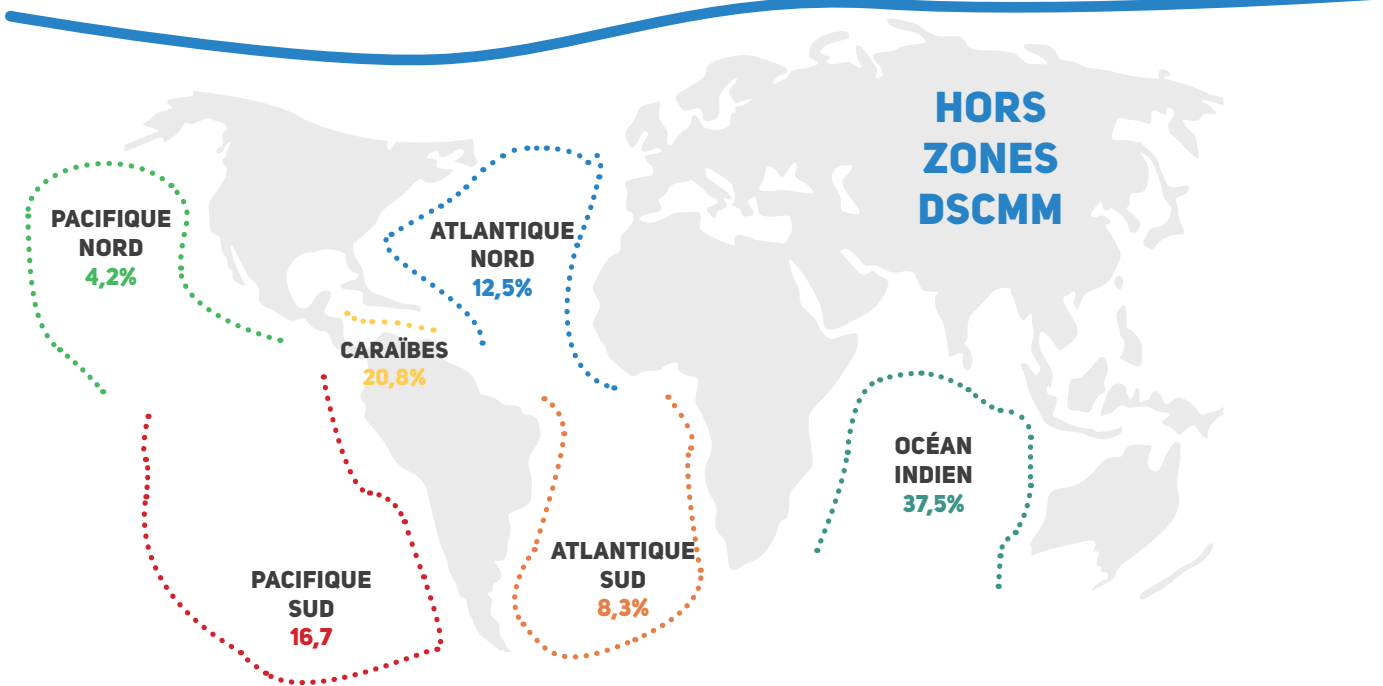 HORS
ZONES
DSCMM
PACIFIQUE
NORD
4,2%
ATLANTIQUE
NORD
12,5%
CARAÏBES
20,8%
OCÉAN
INDIEN
37,5%
ATLANTIQUE
SUD
8,3%
PACIFIQUE
SUD
16,7